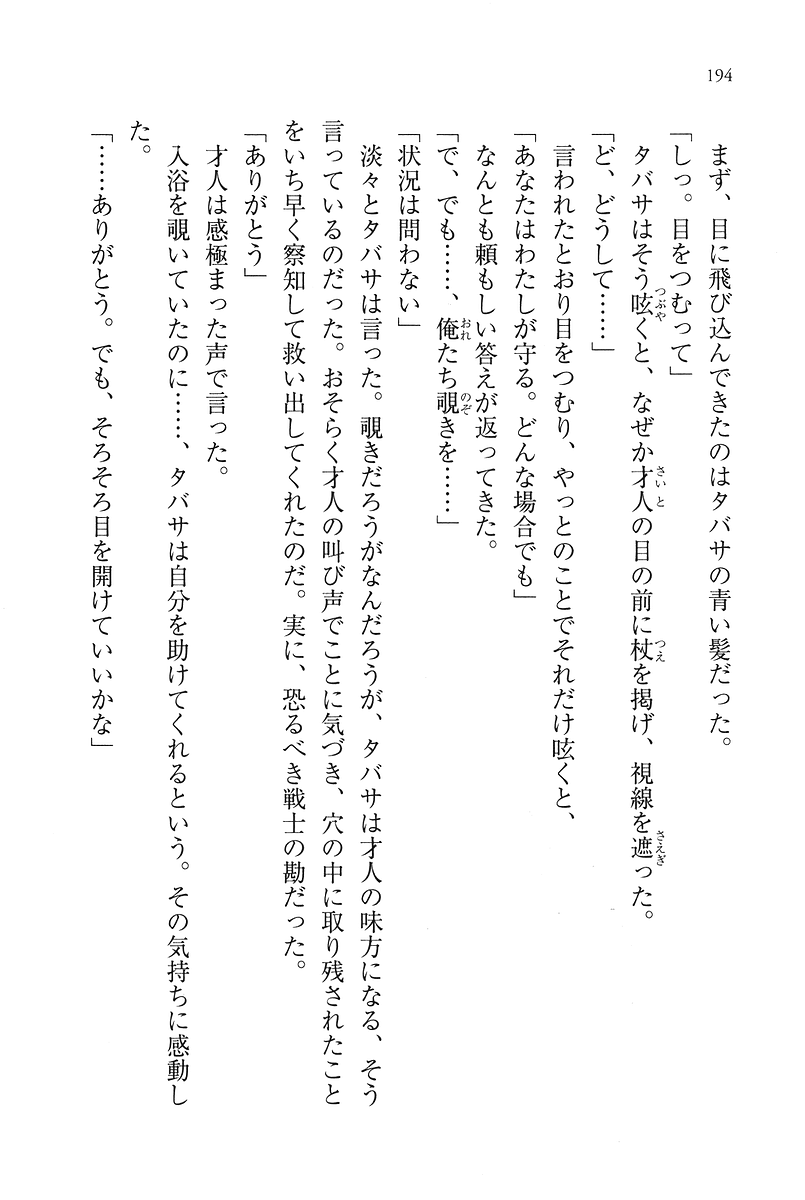 194
まず、目に飛び込んできたのはタバサの青い髪だった。
「しっ。目をつむって」
タバサはそう呟くと、なぜか才人の目の前に杖を掲げ、視線を遮った。
「ど、どうして……」
言われたとおり目をつむり、やっとのことでそれだけ呟くと、
「あなたはわたしが守る。どんな場合でも」
なんとも頼もしい答えが返ってきた。
「で、でも……、俺たち覗きを……」
「状況は問わない」
淡々とタバサは言った。覗きだろうがなんだろうが、タバサは才人の味方になる、そう
言っているのだった。おそらく才人の叫び声でことに気づき、穴の中に取り残されたこと
をいち早く察知して救い出してくれたのだ。実に、恐るべき戦士の勘だった。
「ありがとう」
才人は感極まった声で言った。
入浴を覗いていたのに……、タバサは自分を助けてくれるという。その気持ちに感動し
た。
「……ありがとう。でも、そろそろ目を開けていいかな」